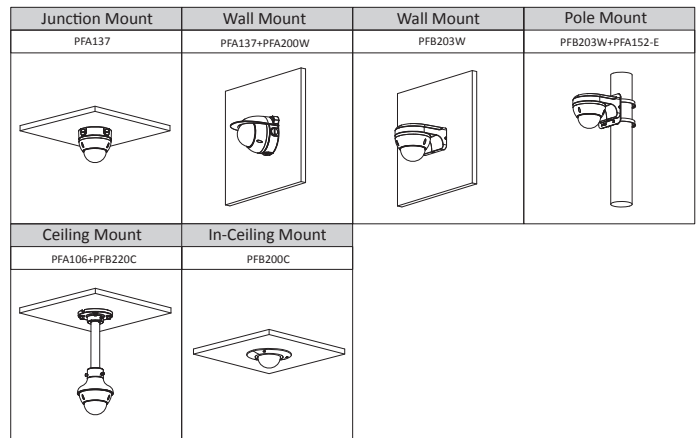 Junction Mount
Wall Mount
Wall Mount
Pole Mount
PFA137
PFA137+PFA200W
PFB203W
PFB203W+PFA152-E
Ceiling Mount
In-Ceiling Mount
PFA106+PFB220C
PFB200C